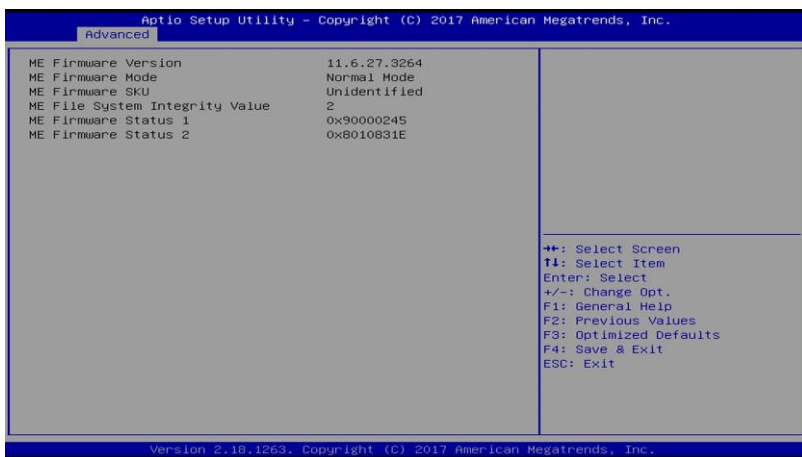 Aptio Setup Utility – Copyright (C) 2017 American Megatrends, Inc.
Advanced
ME Firmware Version 11.6.27.3264
ME Firmware Mode Normal Mode
ME Firmware SKU Unidentified
ME File System Integrity Value 2
ME Firmware Status 1 0x90000245
ME Firmware Status 2 0x8010831E
→←: Select Screen
↑↓: Select Item
Enter: Select
+/-: Change Opt.
F1: General Help
F2: Previous Values
F3: Optimized Defaults
F4: Save & Exit
ESC: Exit
Version 2.18.1263. Copyright (C) 2017 American Megatrends, Inc.